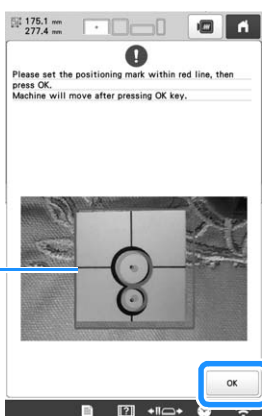 175.1 mm
277.4 mm
Please set the positioning mark within red line, then
press OK.
Machine will move after pressing OK key.
OK